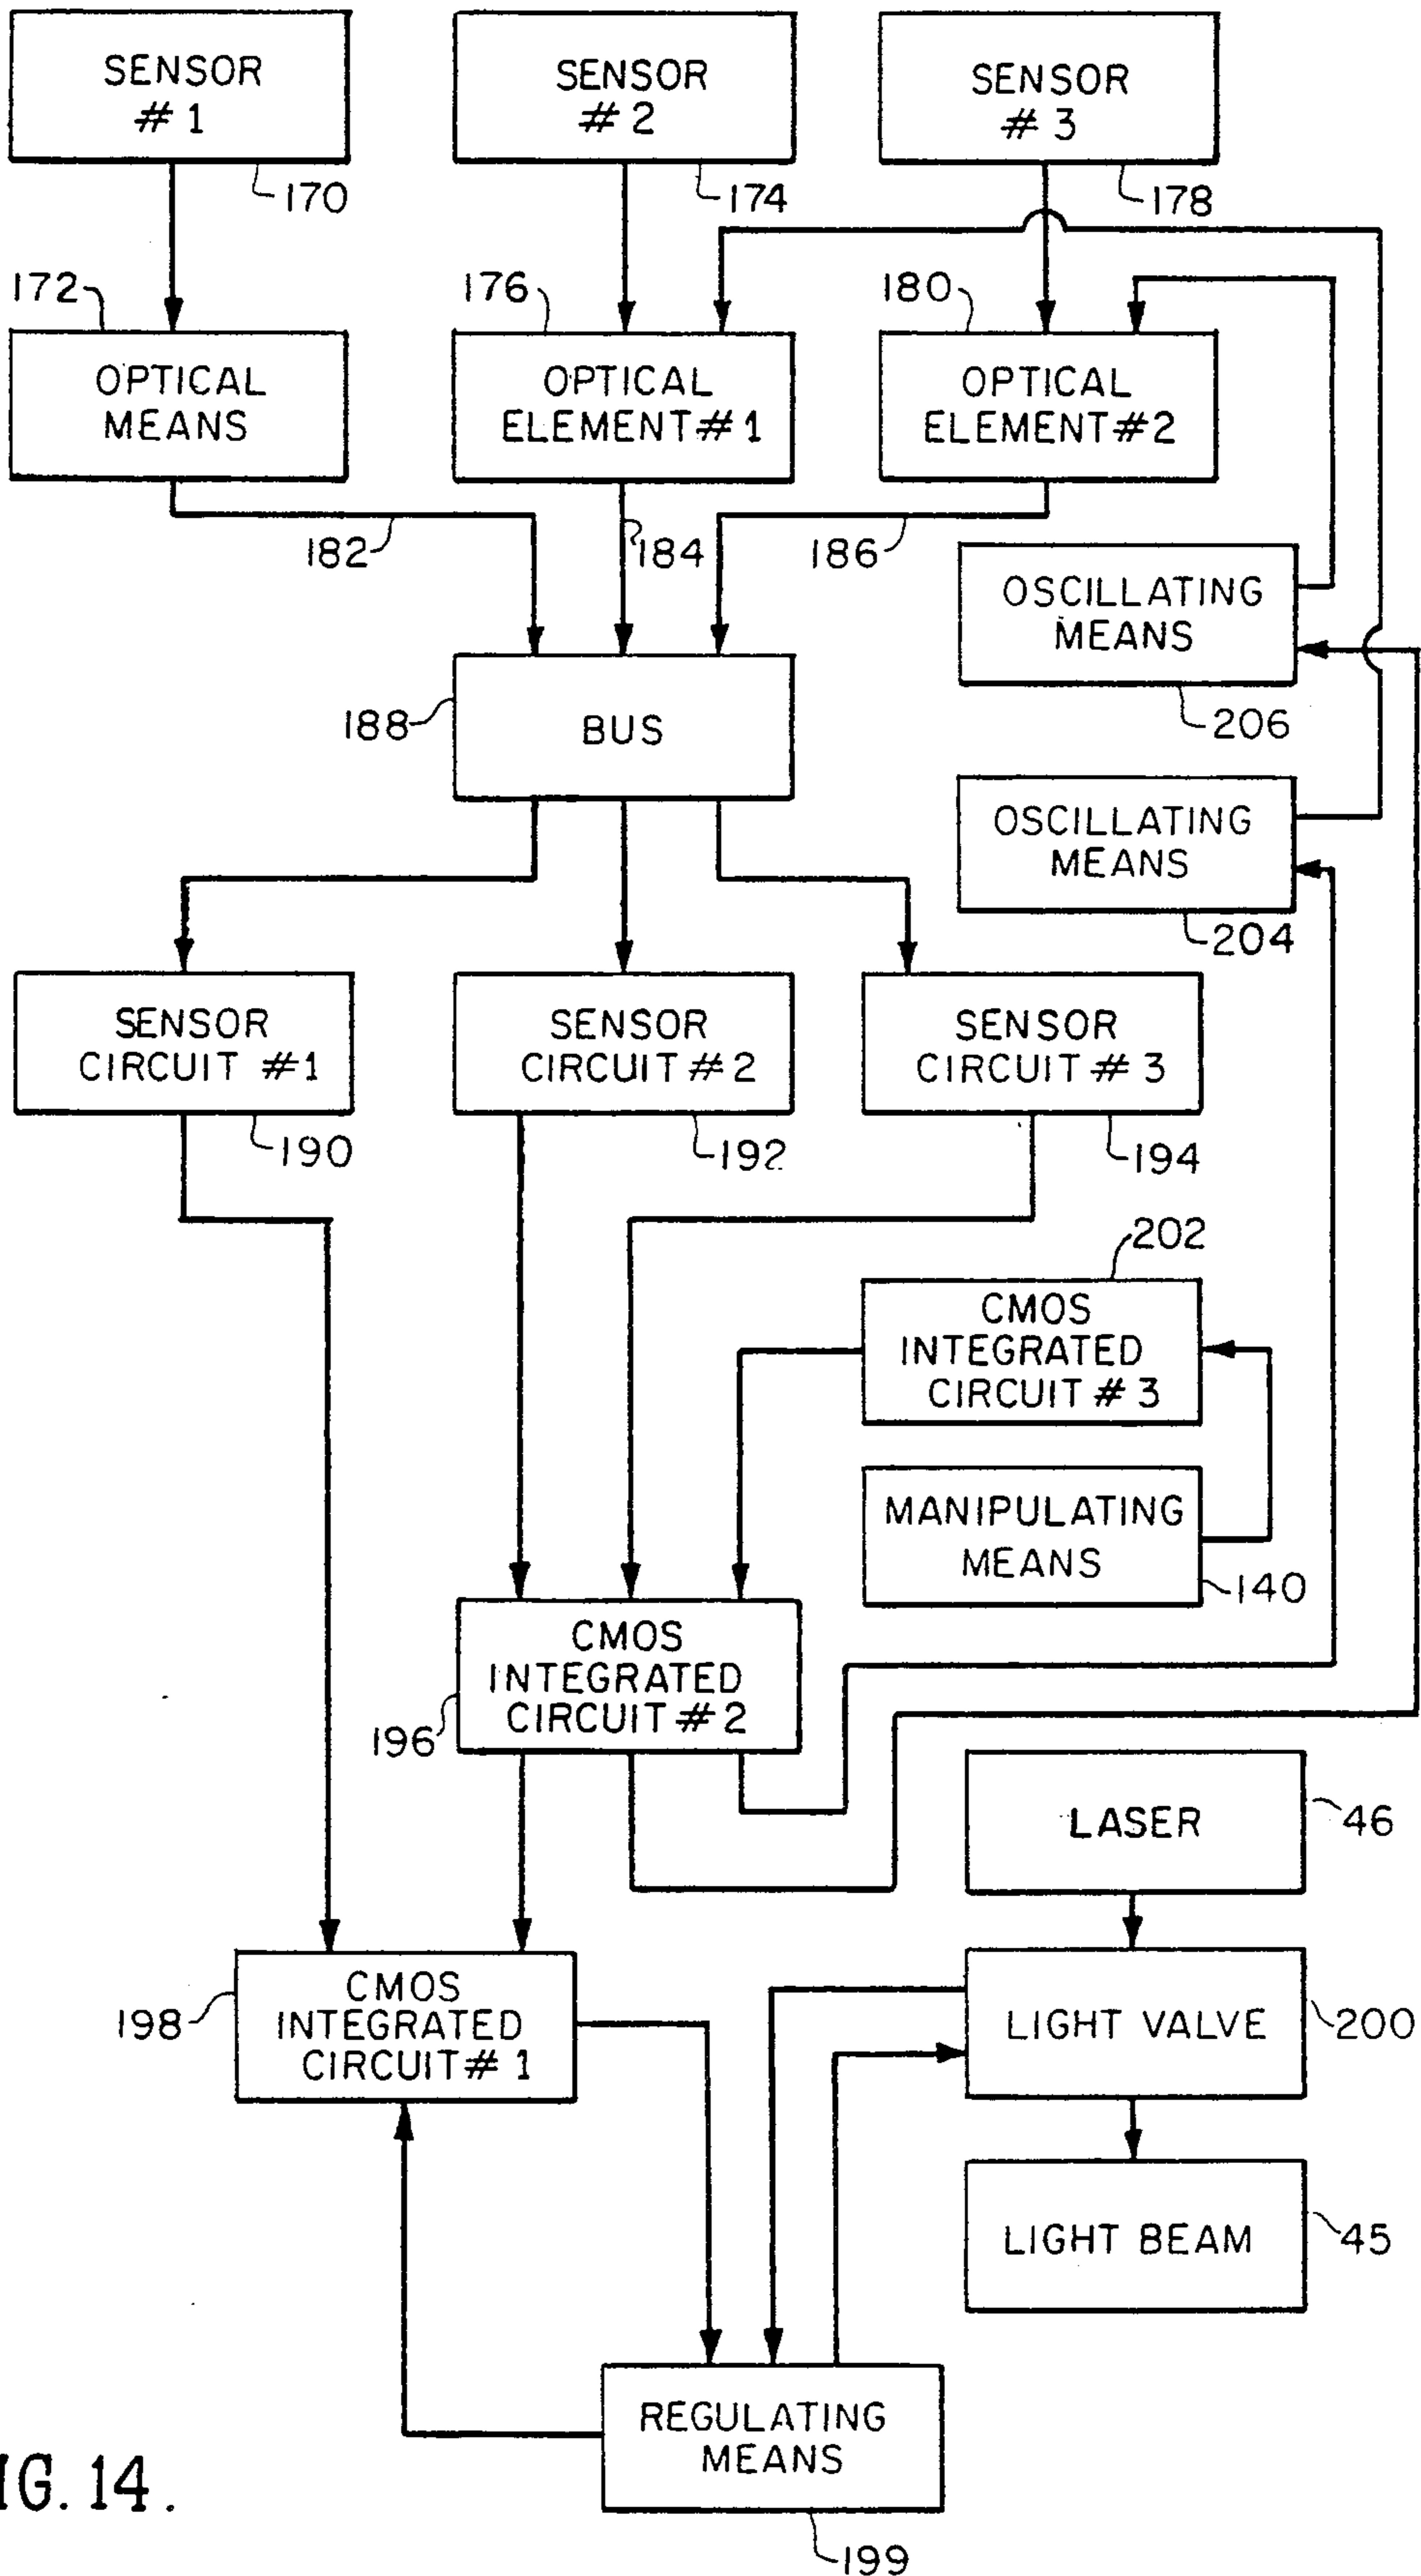 SENSOR
# 1
SENSOR
# 2
SENSOR
# 3
170
174
178
172
176
180
OPTICAL
MEANS
OPTICAL
ELEMENT # 1
OPTICAL
ELEMENT #2
182
184
186
OSCILLATING
MEANS
206
188
BUS
OSCILLATING
MEANS
204
SENSOR
CIRCUIT #1
SENSOR
CIRCUIT # 2
SENSOR
CIRCUIT # 3
190
192
194
202
CMOS
INTEGRATED
CIRCUIT # 3
MANIPULATING
MEANS
140
CMOS
INTEGRATED
CIRCUIT #2
196
LASER
46
CMOS
INTEGRATED
CIRCUIT # 1
198
LIGHT VALVE
200
LIGHT BEAM
45
REGULATING
MEANS
199
IG. 14.